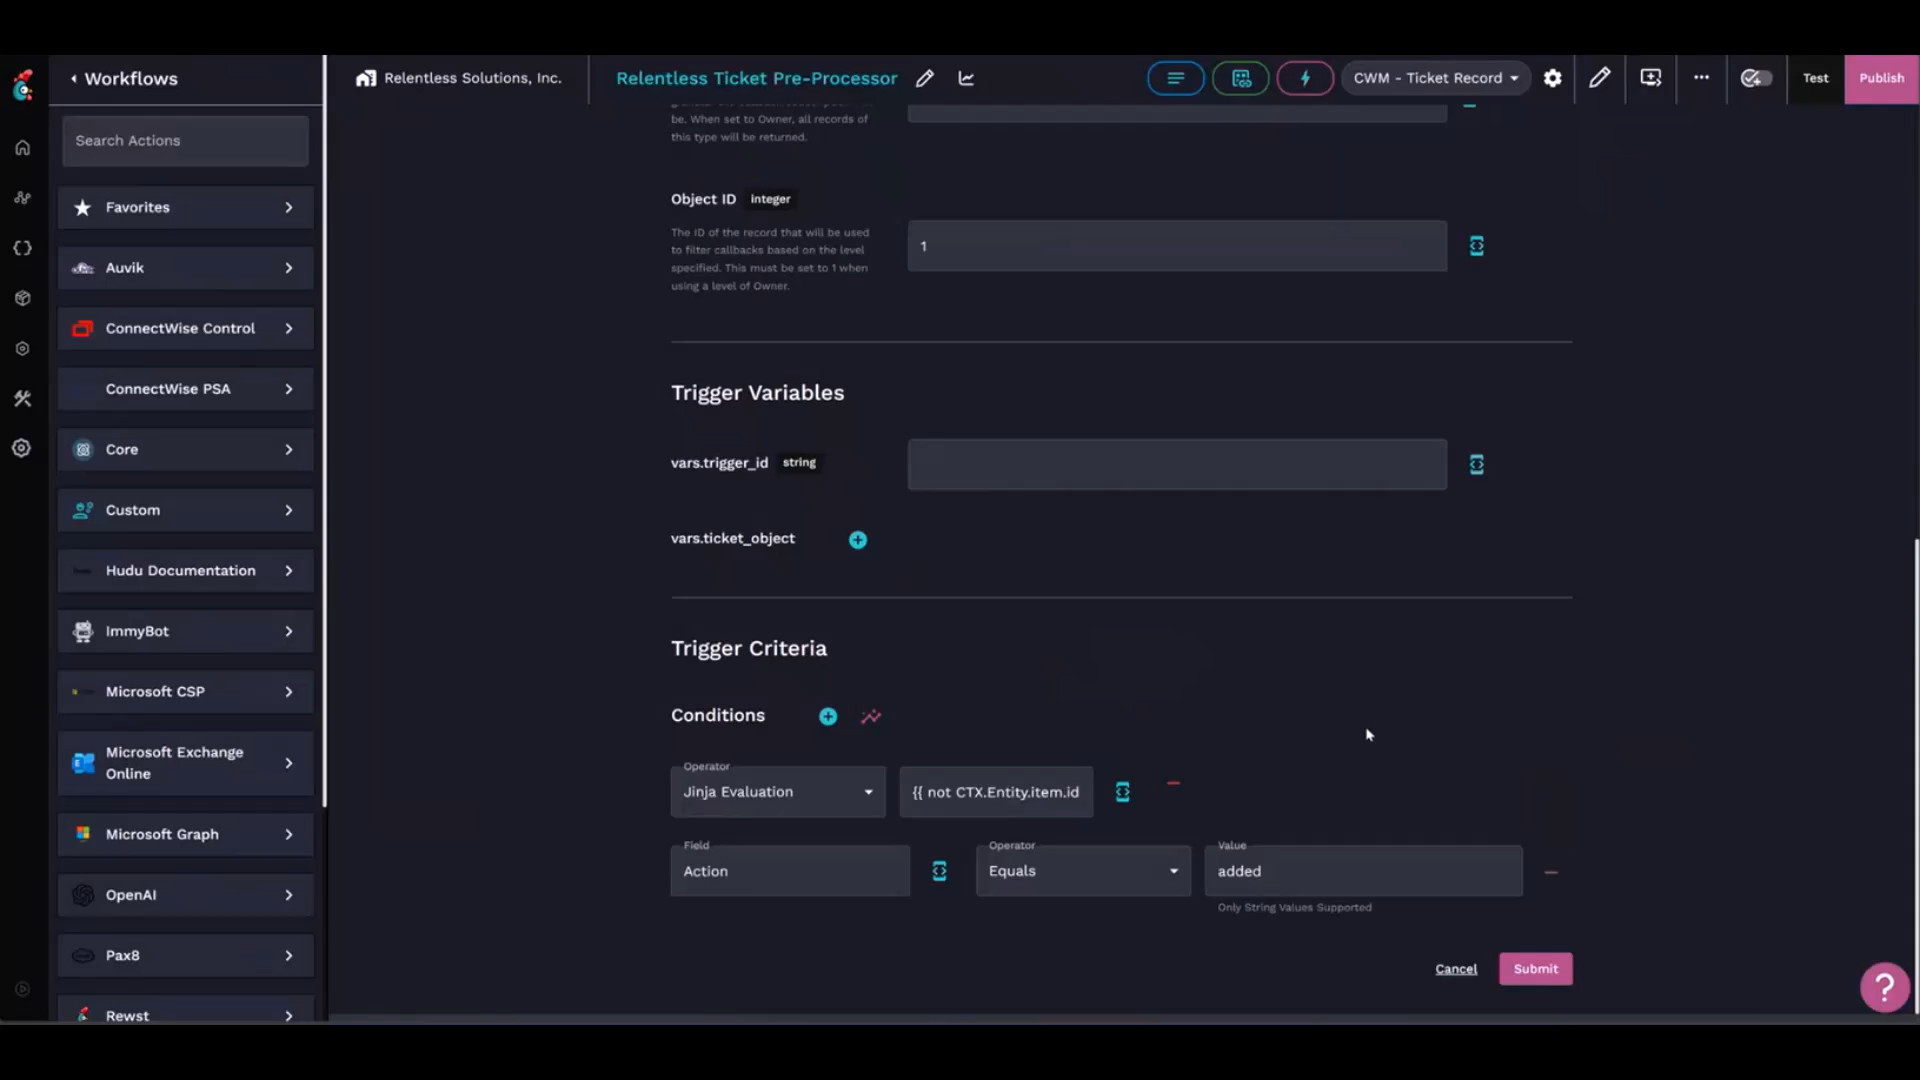 Workflows
Relentless Solutions, Inc.
Relentless Ticket Pre-Processor
CWM - Ticket Record
Test
Publish
Search Actions
Favorites
Auvik
ConnectWise Control
ConnectWise PSA
Core
Custom
Hudu Documentation
ImmyBot
Microsoft CSP
Microsoft Exchange
Online
Microsoft Graph
OpenAI
Pax8
Rewst
be. When set to Owner, all records of
this type will be returned.
Object ID integer
The ID of the record that will be used
to filter callbacks based on the level
specified. This must be set to 1 when
using a level of Owner.
1
Trigger Variables
vars.trigger_id string
vars.ticket_object
Trigger Criteria
Conditions
Operator
Jinja Evaluation
{{ not CTX.Entity.item.id
Field
Action
Operator
Equals
Value
added
Only String Values Supported
Cancel
Submit
?